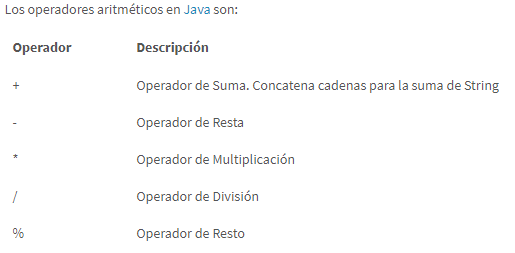 Los operadores aritméticos en Java son:
Operador Descripción
+ Operador de Suma. Concatena cadenas para la suma de String
- Operador de Resta
* Operador de Multiplicación
/ Operador de División
% Operador de Resto